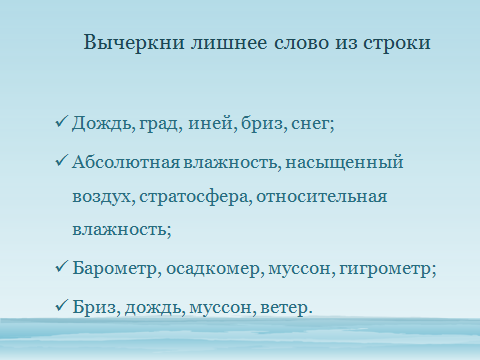 Вычеркни лишнее слово из строки
✓ Дождь, град, иней, бриз, снег;
✓ Абсолютная влажность, насыщенный
воздух, стратосфера, относительная
влажность;
✓ Барометр, осадкомер, муссон, гигрометр;
✓ Бриз, дождь, муссон, ветер.